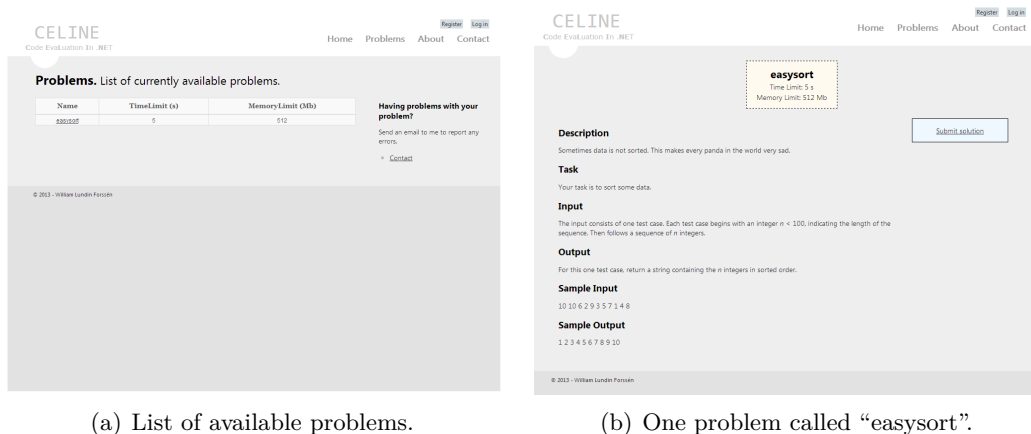 Register Log in
CELINE
Code EvaLuation In .NET
Home Problems About Contact
Problems. List of currently available problems.
Name TimeLimit (s) MemoryLimit (Mb)
easysort 5 512
Having problems with your
problem?
Send an email to me to report any
errors.
Contact
© 2013 - William Lundin Forssén
(a) List of available problems.
Register Log in
CELINE
Code EvaLuation In .NET
Home Problems About Contact
easysort
Time Limit: 5 s
Memory Limit: 512 Mb
Submit solution
Description
Sometimes data is not sorted. This makes every panda in the world very sad.
Task
Your task is to sort some data.
Input
The input consists of one test case. Each test case begins with an integer n < 100, indicating the length of the
sequence. Then follows a sequence of n integers.
Output
For this one test case, return a string containing the n integers in sorted order.
Sample Input
10 10 6 2 9 3 5 7 1 4 8
Sample Output
1 2 3 4 5 6 7 8 9 10
© 2013 - William Lundin Forssén
(b) One problem called “easysort”.